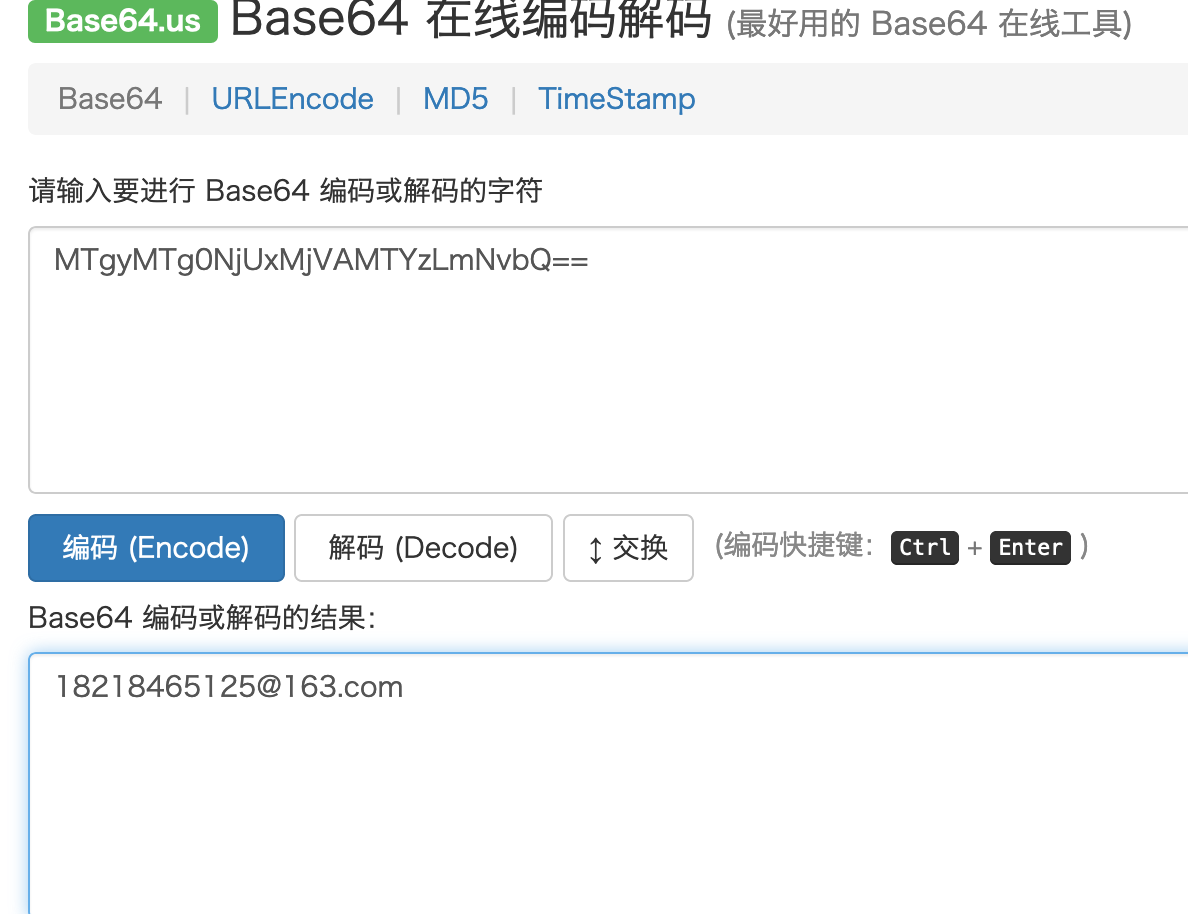 Base64.us Base64 在线编码解码 (最好用的 Base64 在线工具)
Base64 | URLEncode | MD5 | TimeStamp
请输入要进行 Base64 编码或解码的字符
MTgyMTg0NjUxMjVAMTYzLmNvbQ==
编码 (Encode) 解码 (Decode) ↕ 交换 (编码快捷键： Ctrl + Enter )
Base64 编码或解码的结果：
18218465125@163.com